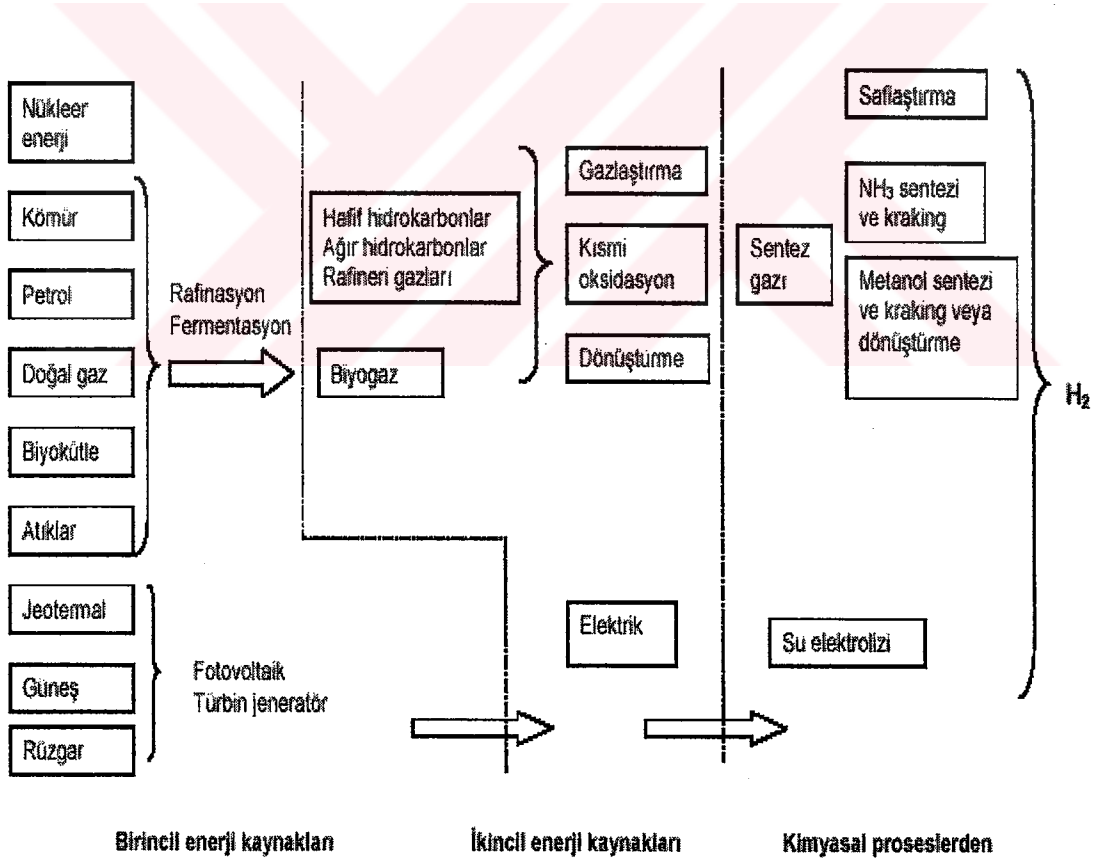 Nükleer
enerji
Kömür
Petrol
Doğal gaz
Biyokütle
Atıklar
Jeotermal
Güneş
Rüzgar
Rafinasyon
Fermentasyon
Fotovoltaik
Türbin jeneratör
Hafif hidrokarbonlar
Ağır hidrokarbonlar
Rafineri gazları
Biyogaz
Gazlaştırma
Kısmi
oksidasyon
Dönüştürme
Elektrik
Sentez
gazı
Saflaştırma
NH₃ sentezi
ve kraking
Metanol sentezi
ve kraking veya
dönüştürme
Su elektrolizi
H₂
Birincil enerji kaynakları
İkincil enerji kaynakları
Kimyasal proseslerden